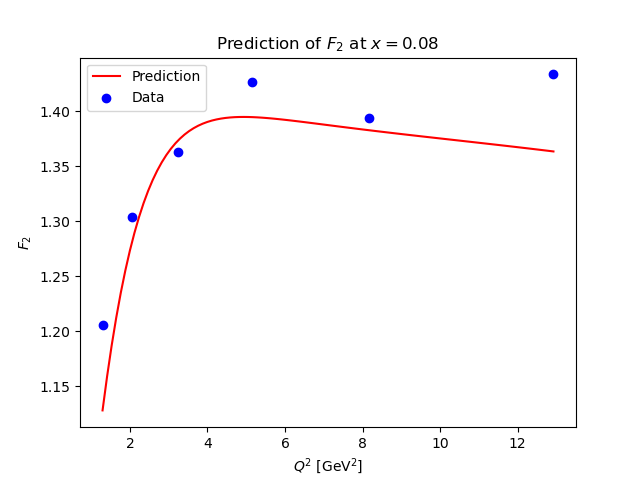 Prediction of F₂ at x = 0.08
Prediction
Data
1.40
1.35
1.30
1.25
1.20
1.15
F₂
2
4
6
8
10
12
Q² [GeV²]